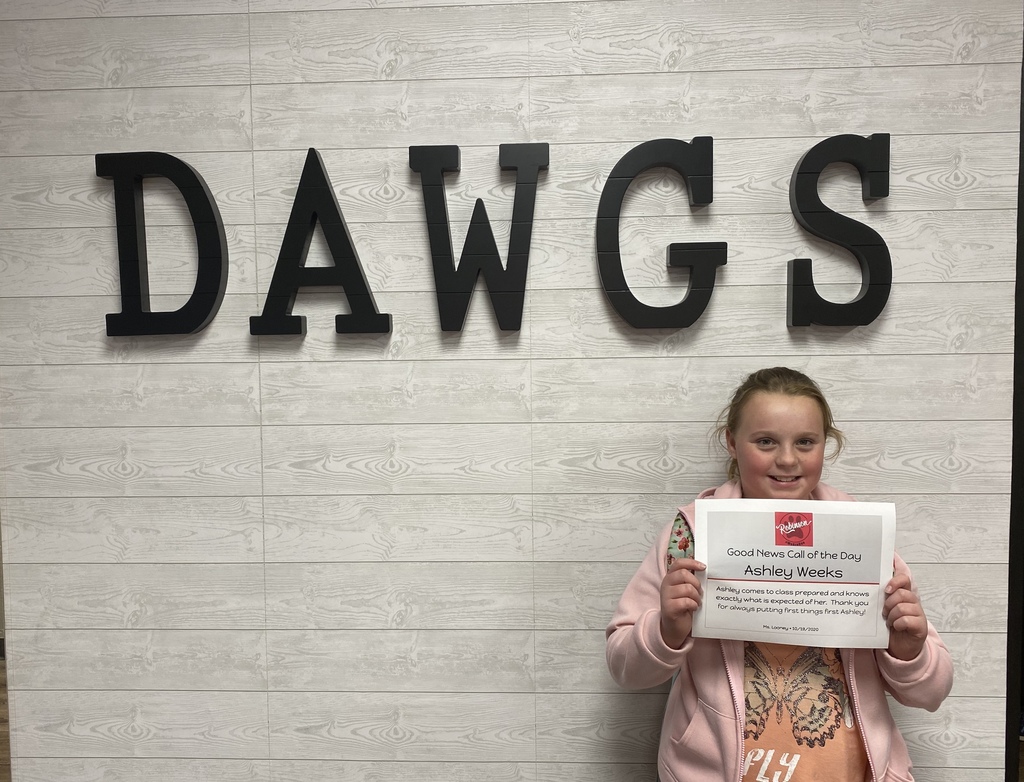 DAWGS
Robinson
Good News Call of the Day
Ashley Weeks
Ashley comes to class prepared and knows
exactly what is expected of her. Thank you
for always putting first things first Ashley!